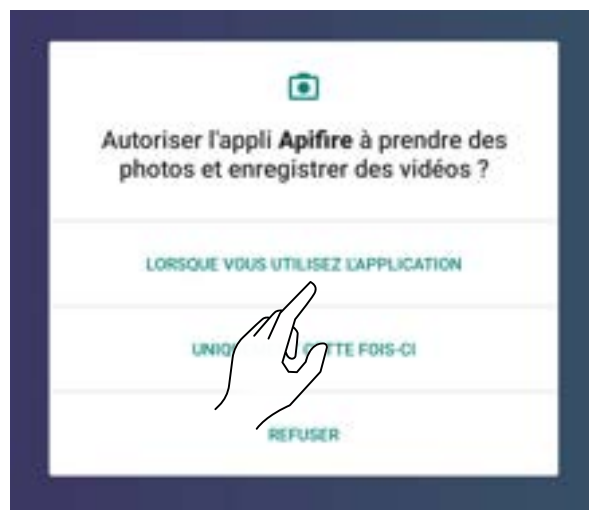 Autoriser l'appli Apifire à prendre des
photos et enregistrer des vidéos ?
LORSQUE VOUS UTILISEZ L'APPLICATION
FOIS-CI
REFUSER